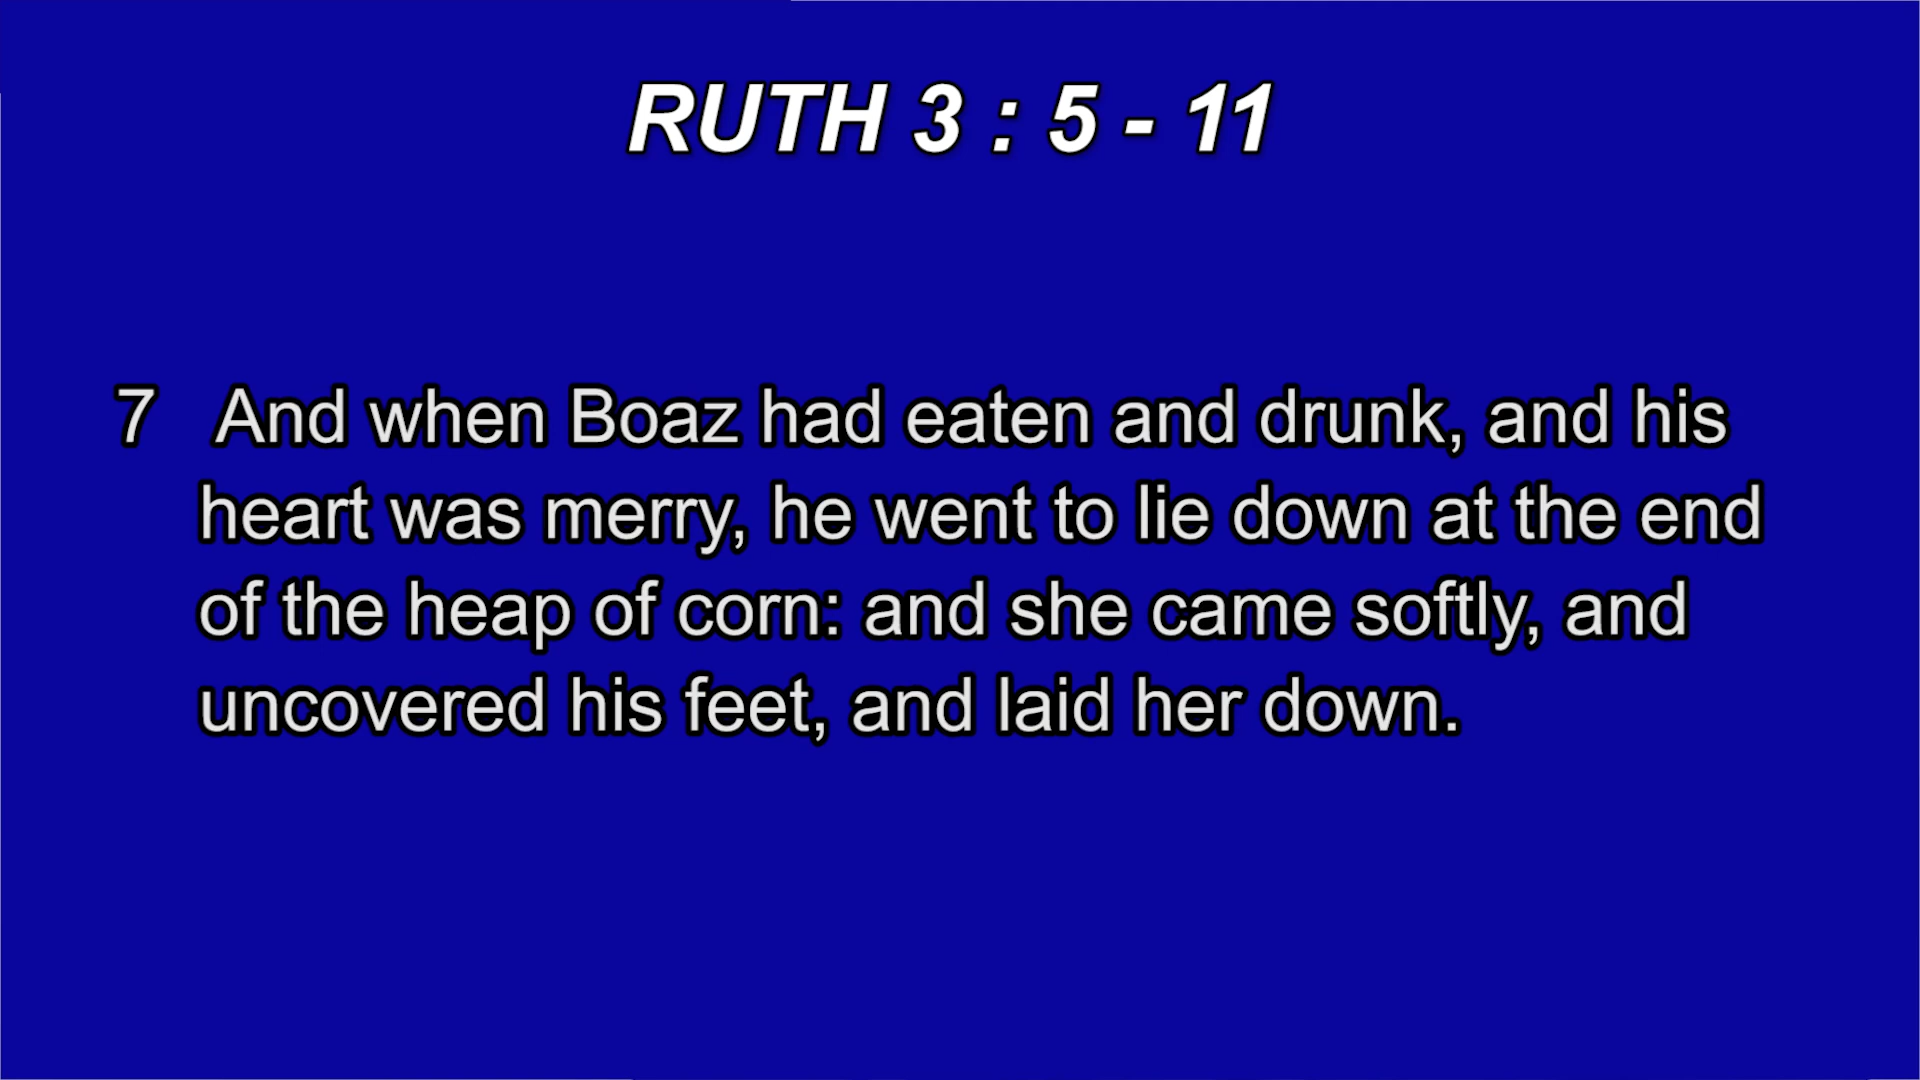 RUTH 3 : 5 - 11
7 And when Boaz had eaten and drunk, and his
heart was merry, he went to lie down at the end
of the heap of corn: and she came softly, and
uncovered his feet, and laid her down.